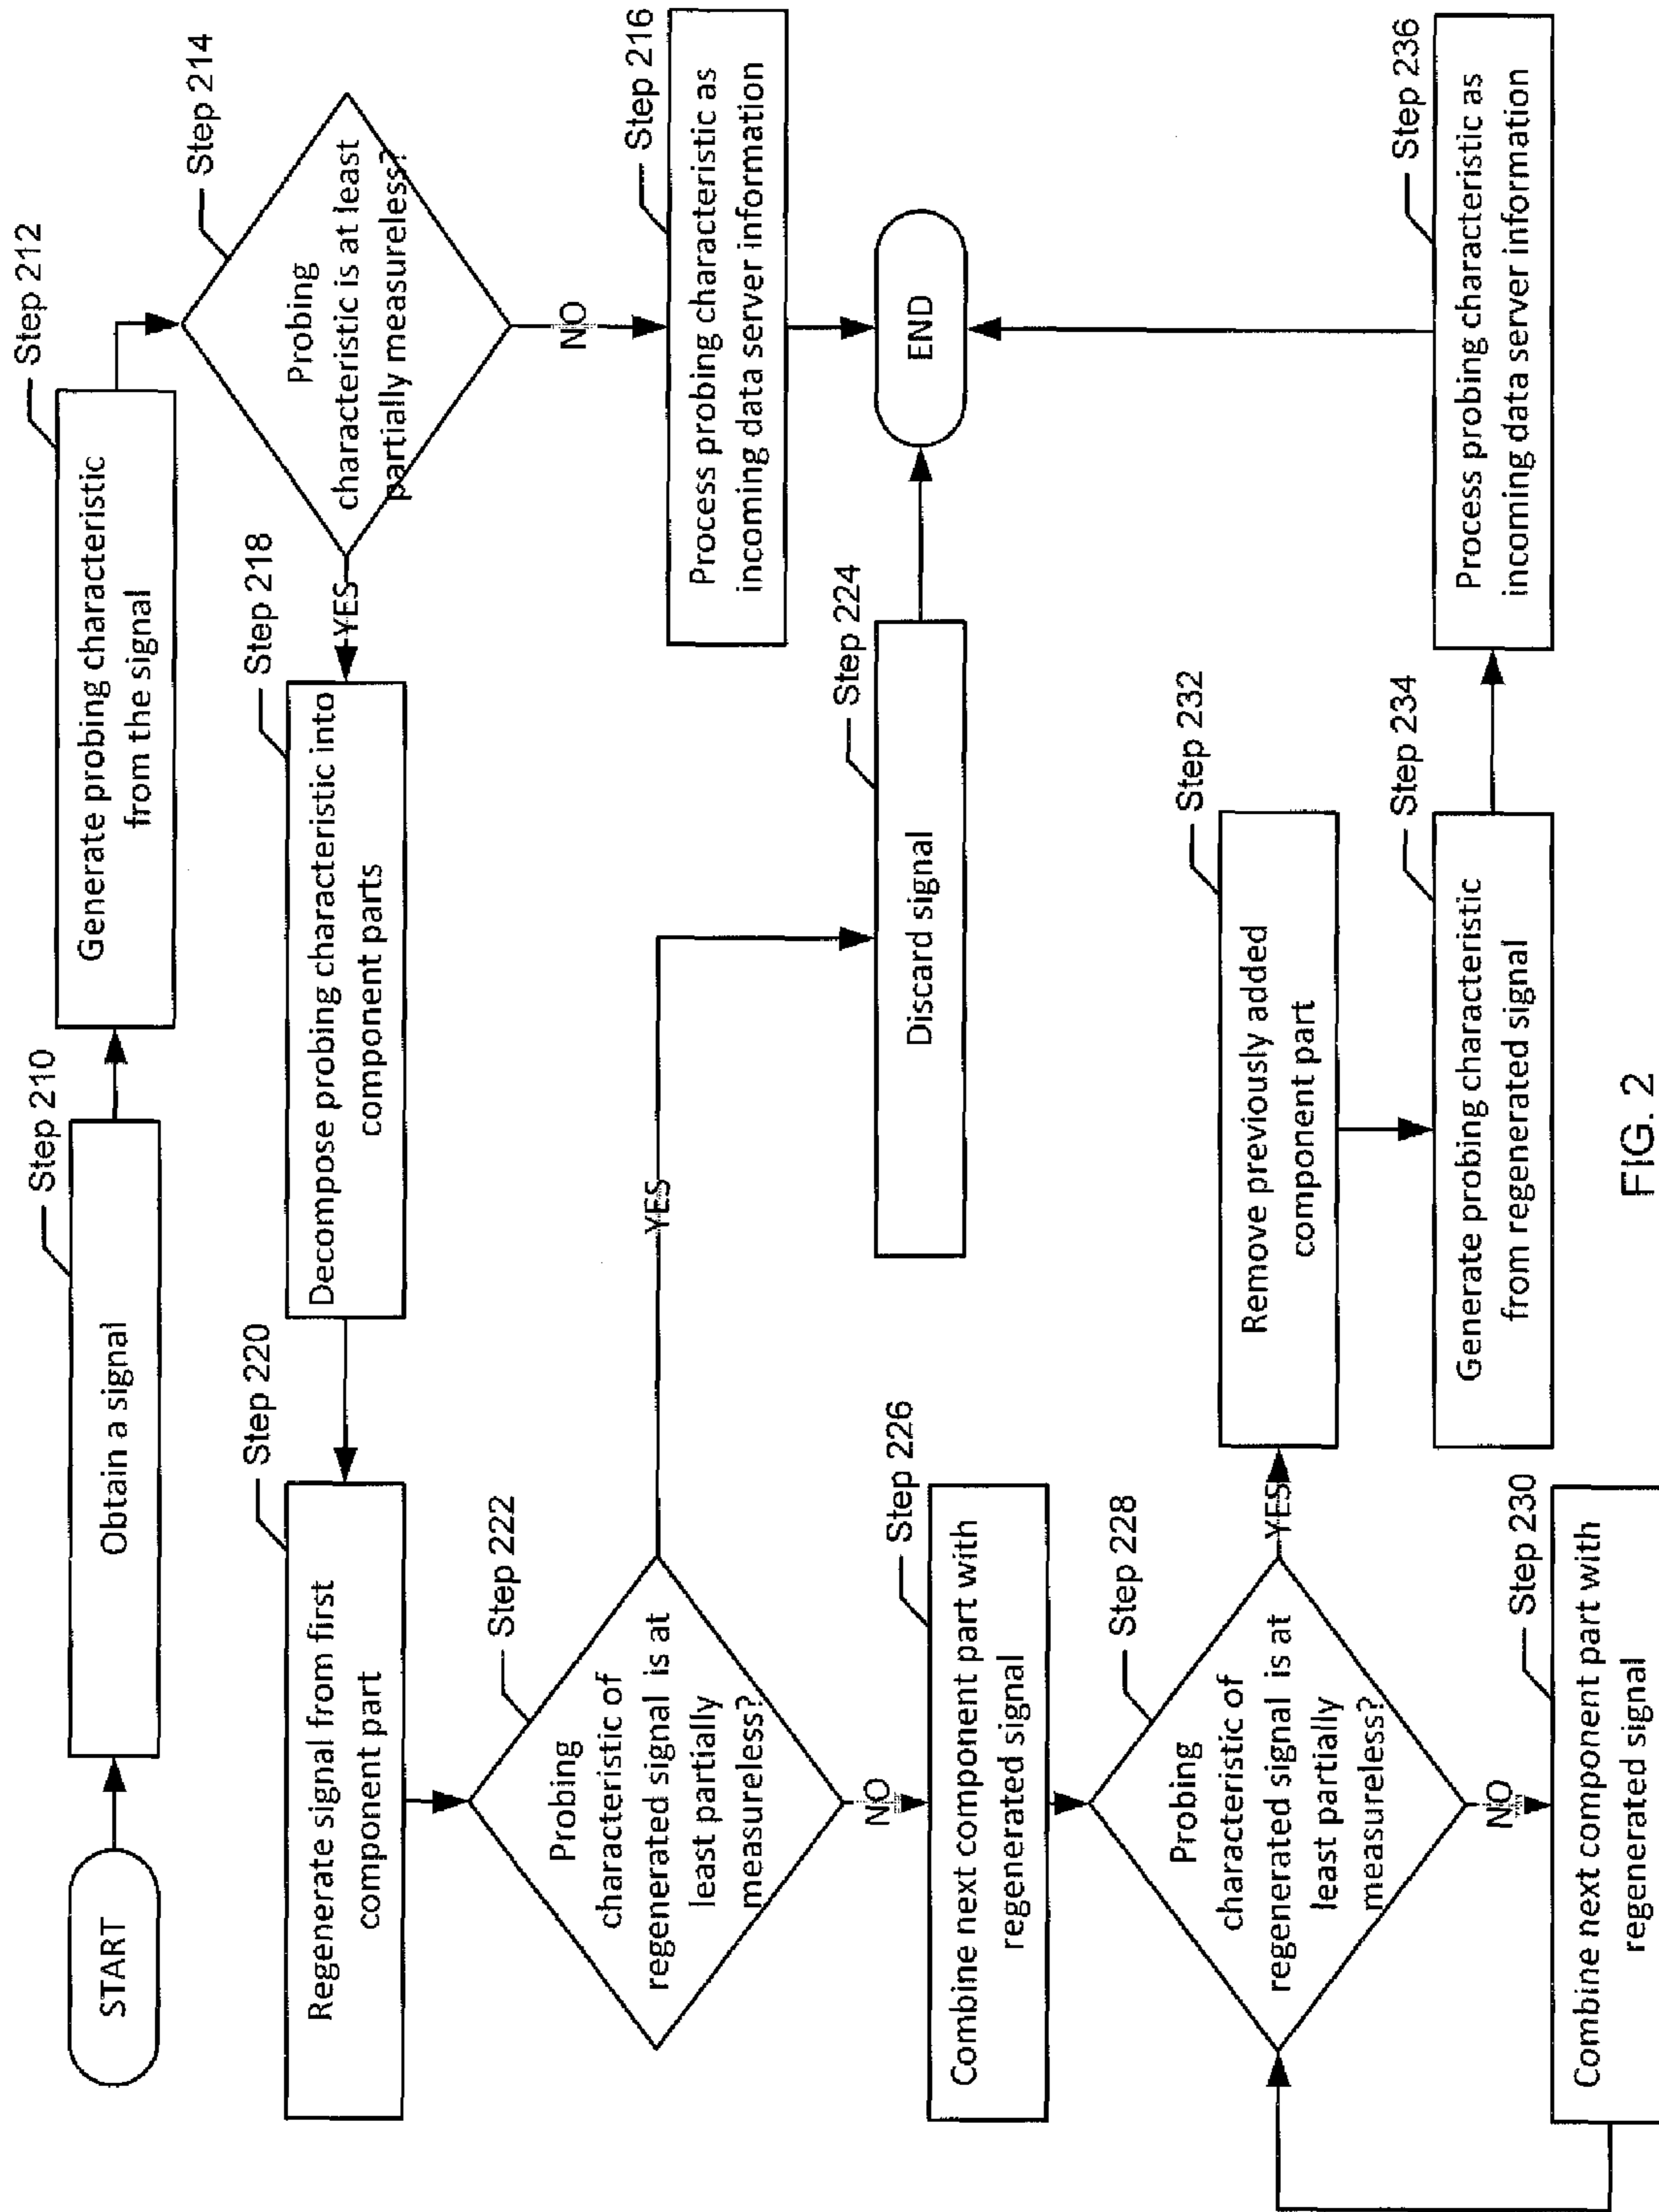 START
Step 210
Obtain a signal
Step 212
Generate probing characteristic
from the signal
Step 214
Probing
characteristic is at least
partially measureless?
NO
YES
Step 216
Process probing characteristic as
incoming data server information
Step 218
Decompose probing characteristic into
component parts
Step 220
Regenerate signal from first
component part
Step 222
Probing
characteristic of
regenerated signal is at
least partially
measureless?
YES
NO
Step 224
Discard signal
END
Step 226
Combine next component part with
regenerated signal
Step 228
Probing
characteristic of
regenerated signal is at
least partially
measureless?
YES
NO
Step 230
Combine next component part with
regenerated signal
Step 232
Remove previously added
component part
Step 234
Generate probing characteristic
from regenerated signal
Step 236
Process probing characteristic as
incoming data server information
FIG. 2